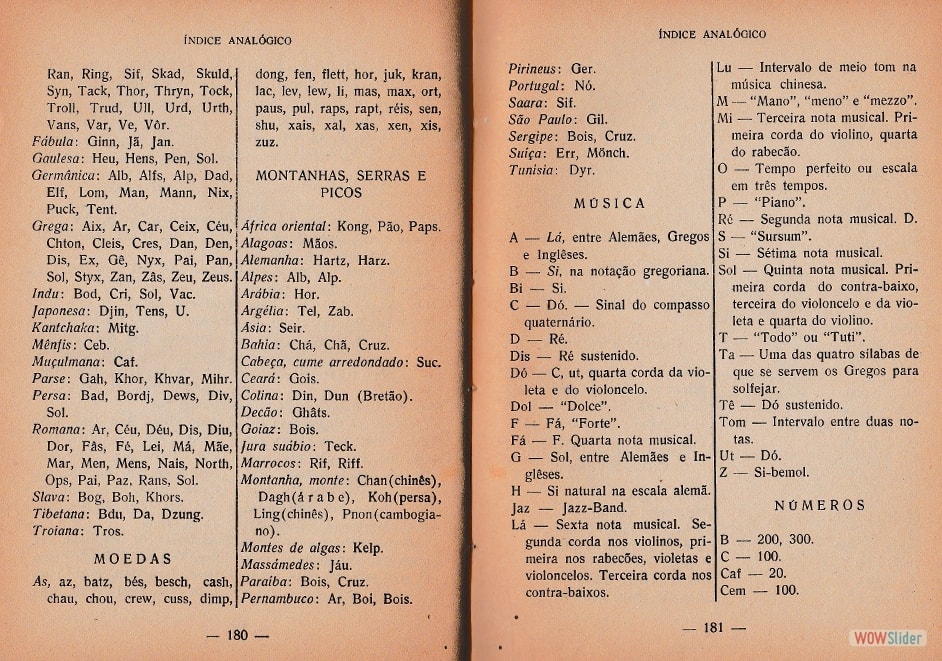 ÍNDICE ANALÓGICO
Ran, Ring, Sif, Skad, Skuld,
Syn, Tack, Thor, Thryn, Tock,
Troll, Trud, Ull, Urd, Urth,
Vans, Var, Ve, Vôr.
Fábula: Ginn, Jã, Jan.
Gaulesa: Heu, Hens, Pen, Sol.
Germânica: Alb, Alfs, Alp, Dad,
Elf, Lom, Man, Mann, Nix,
Puck, Tent.
Grega: Aix, Ar, Car, Ceix, Céu,
Chton, Cleis, Cres, Dan, Den,
Dis, Ex, Gê, Nyx, Pai, Pan,
Sol, Styx, Zan, Zâs, Zeu, Zeus.
Indu: Bod, Cri, Sol, Vac.
Japonesa: Djin, Tens, U.
Kantchaka: Mitg.
Mênfis: Ceb.
Muçulmana: Caf.
Parse: Gah, Khor, Khvar, Mihr.
Persa: Bad, Bordj, Dews, Div,
Sol.
Romana: Ar, Céu, Déu, Dis, Diu,
Dor, Fâs, Fé, Lei, Má, Mãe,
Mar, Men, Mens, Nais, North,
Ops, Pai, Paz, Rans, Sol.
Slava: Bog, Boh, Khors.
Tibetana: Bdu, Da, Dzung.
Troiana: Tros.
MOEDAS
As, az, batz, bés, besch, cash,
chau, chou, crew, cuss, dimp,
dong, fen, flett, hor, juk, kran,
lac, lev, lew, li, mas, max, ort,
paus, pul, raps, rapt, réis, sen,
shu, xais, xal, xas, xen, xis,
zuz.
MONTANHAS, SERRAS E
PICOS
África oriental: Kong, Pão, Paps.
Alagoas: Mãos.
Alemanha: Hartz, Harz.
Alpes: Alb, Alp.
Arábia: Hor.
Argélia: Tel, Zab.
Asia: Seir.
Bahia: Chá, Chã, Cruz.
Cabeça, cume arredondado: Suc.
Ceará: Gois.
Colina: Din, Dun (Bretão).
Decão: Ghâts.
Goiaz: Bois.
Jura suábio: Teck.
Marrocos: Rif, Riff.
Montanha, monte: Chan(chinês),
Dagh(árabe), Koh(persa),
Ling(chinês), Pnon(cambogia-
no).
Montes de algas: Kelp.
Massámedes: Jáu.
Paraíba: Bois, Cruz.
Pernambuco: Ar, Boi, Bois.
— 180 —
ÍNDICE ANALÓGICO
Pirineus: Ger.
Portugal: Nó.
Saara: Sif.
São Paulo: Gil.
Sergipe: Bois, Cruz.
Suíça: Err, Mönch.
Tunisia: Dyr.
MÚSICA
A — Lá, entre Alemães, Gregos
e Inglêses.
B — Si, na notação gregoriana.
Bi — Si.
C — Dó. — Sinal do compasso
quaternário.
D — Ré.
Dis — Ré sustenido.
Dó — C, ut, quarta corda da vio-
leta e do violoncelo.
Dol — “Dolce”.
F — Fá, “Forte”.
Fá — F. Quarta nota musical.
G — Sol, entre Alemães e In-
glêses.
H — Si natural na escala alemã.
Jaz — Jazz-Band.
Lá — Sexta nota musical. Se-
gunda corda nos violinos, pri-
meira nos rabecões, violetas e
violoncelos. Terceira corda nos
contra-baixos.
Lu — Intervalo de meio tom na
música chinesa.
M — “Mano”, “meno” e “mezzo”.
Mi — Terceira nota musical. Pri-
meira corda do violino, quarta
do rabecão.
O — Tempo perfeito ou escala
em três tempos.
P — “Piano”.
Ré — Segunda nota musical. D.
S — “Sursum”.
Si — Sétima nota musical.
Sol — Quinta nota musical. Pri-
meira corda do contra-baixo,
terceira do violoncelo e da vio-
leta e quarta do violino.
T — “Todo” ou “Tuti”.
Ta — Uma das quatro sílabas de
que se servem os Gregos para
solfejar.
Tê — Dó sustenido.
Tom — Intervalo entre duas no-
tas.
Ut — Dó.
Z — Si-bemol.
NÚMEROS
B — 200, 300.
C — 100.
Caf — 20.
Cem — 100.
— 181 —
WOWSlider